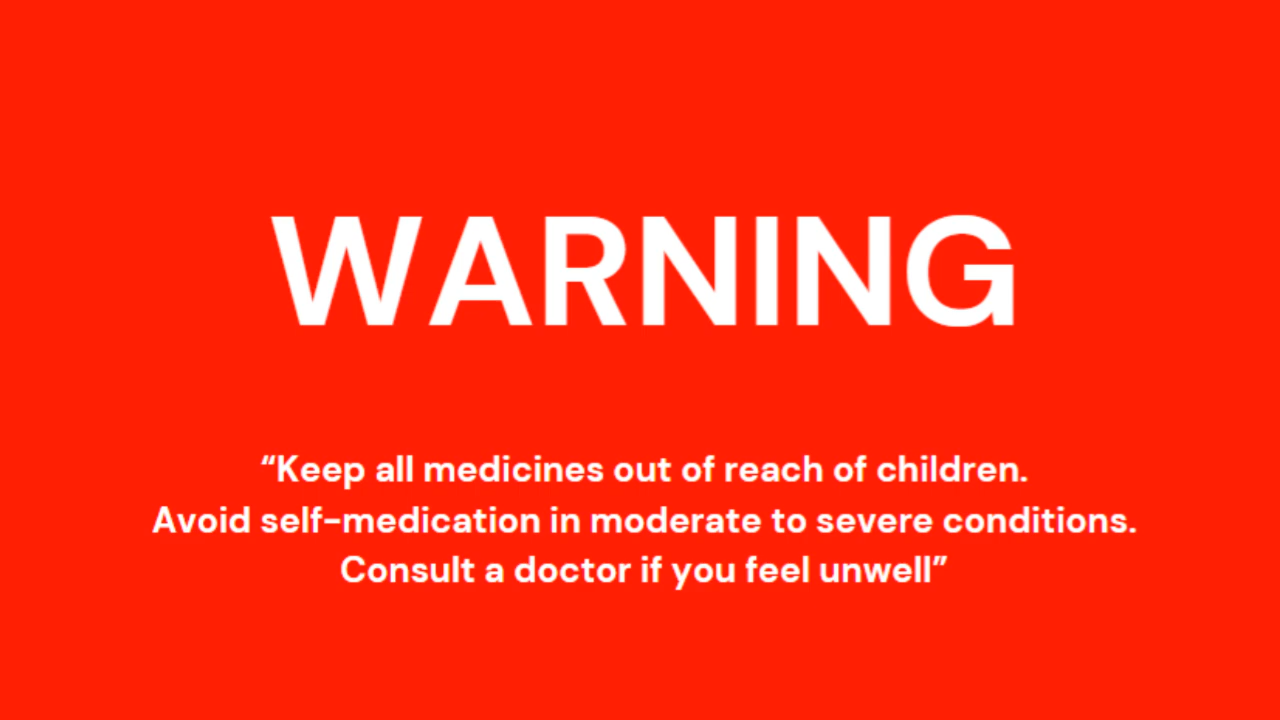 WARNING
“Keep all medicines out of reach of children.
Avoid self-medication in moderate to severe conditions.
Consult a doctor if you feel unwell”